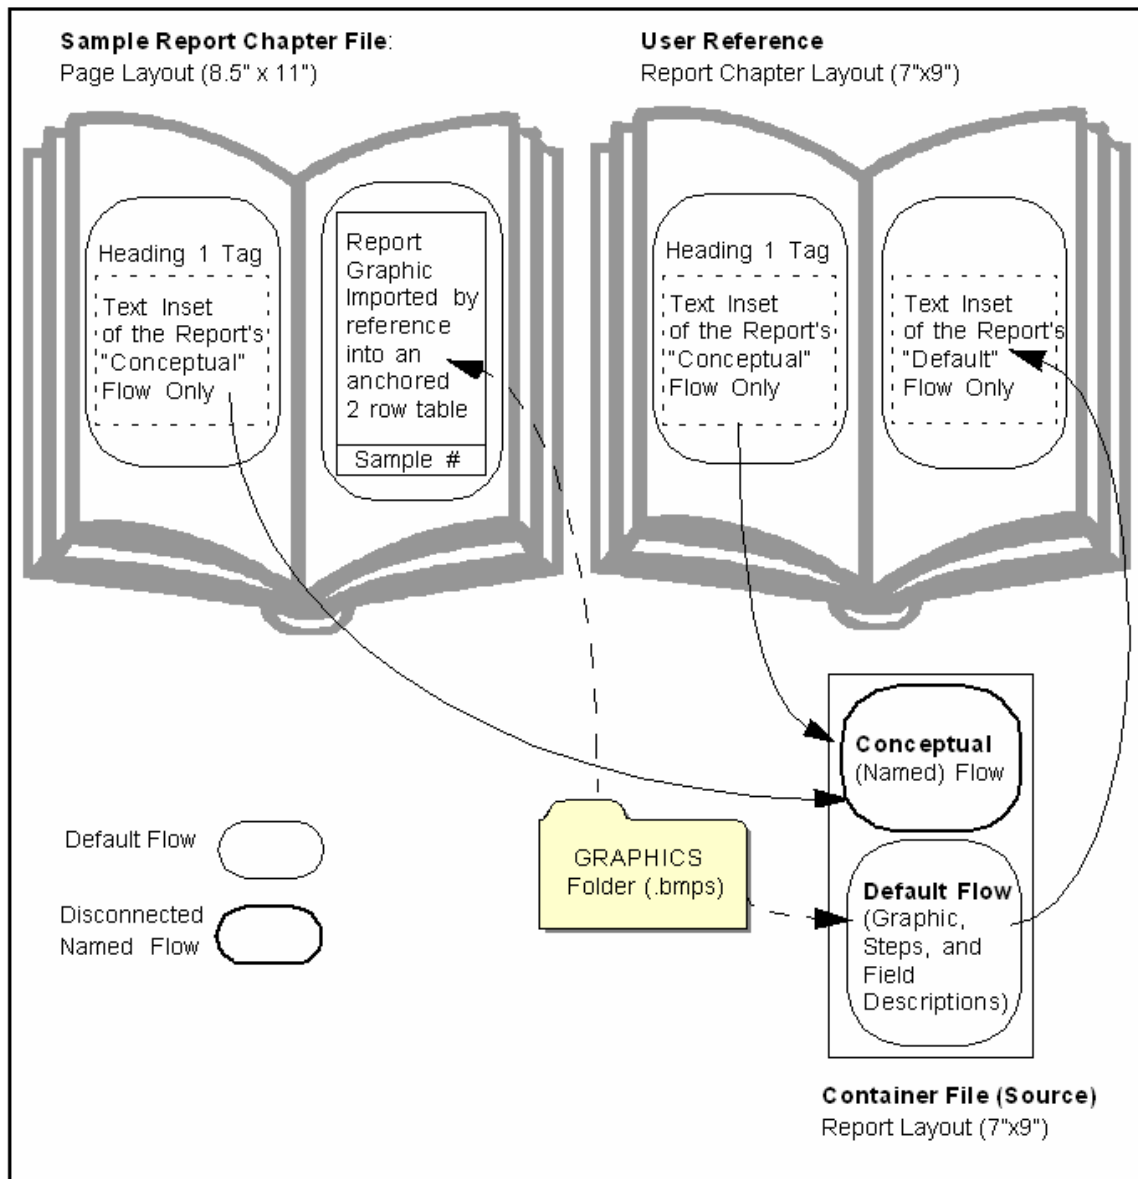 Sample Report Chapter File:
Page Layout (8.5" x 11")
Heading 1 Tag
Text Inset
of the Report's
"Conceptual"
Flow Only
Report
Graphic
Imported by
reference
into an
anchored
2 row table
Sample #
User Reference
Report Chapter Layout (7"x9")
Heading 1 Tag
Text Inset
of the Report's
"Conceptual"
Flow Only
Text Inset
of the Report's
"Default"
Flow Only
Conceptual
(Named) Flow
Default Flow
(Graphic,
Steps, and
Field
Descriptions)
Container File (Source)
Report Layout (7"x9")
GRAPHICS
Folder (.bmps)
Default Flow
Disconnected
Named Flow